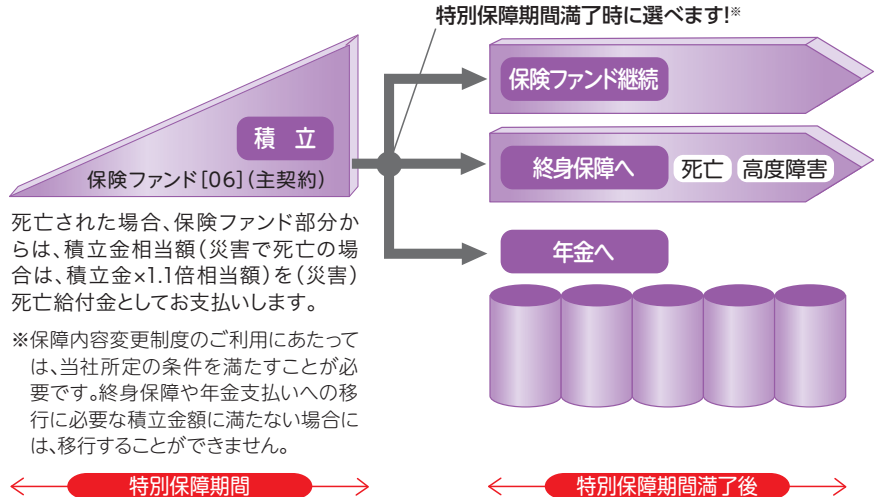 特別保障期間満了時に選べます!※
積 立
保険ファンド[06](主契約)
保険ファンド継続
終身保障へ 死亡 高度障害
年金へ
死亡された場合、保険ファンド部分か
らは、積立金相当額(災害で死亡の場
合は、積立金×1.1倍相当額)を(災害)
死亡給付金としてお支払いします。
※保障内容変更制度のご利用にあたって
は、当社所定の条件を満たすことが必
要です。終身保障や年金支払いへの移
行に必要な積立金額に満たない場合に
は、移行することができません。
特別保障期間
特別保障期間満了後